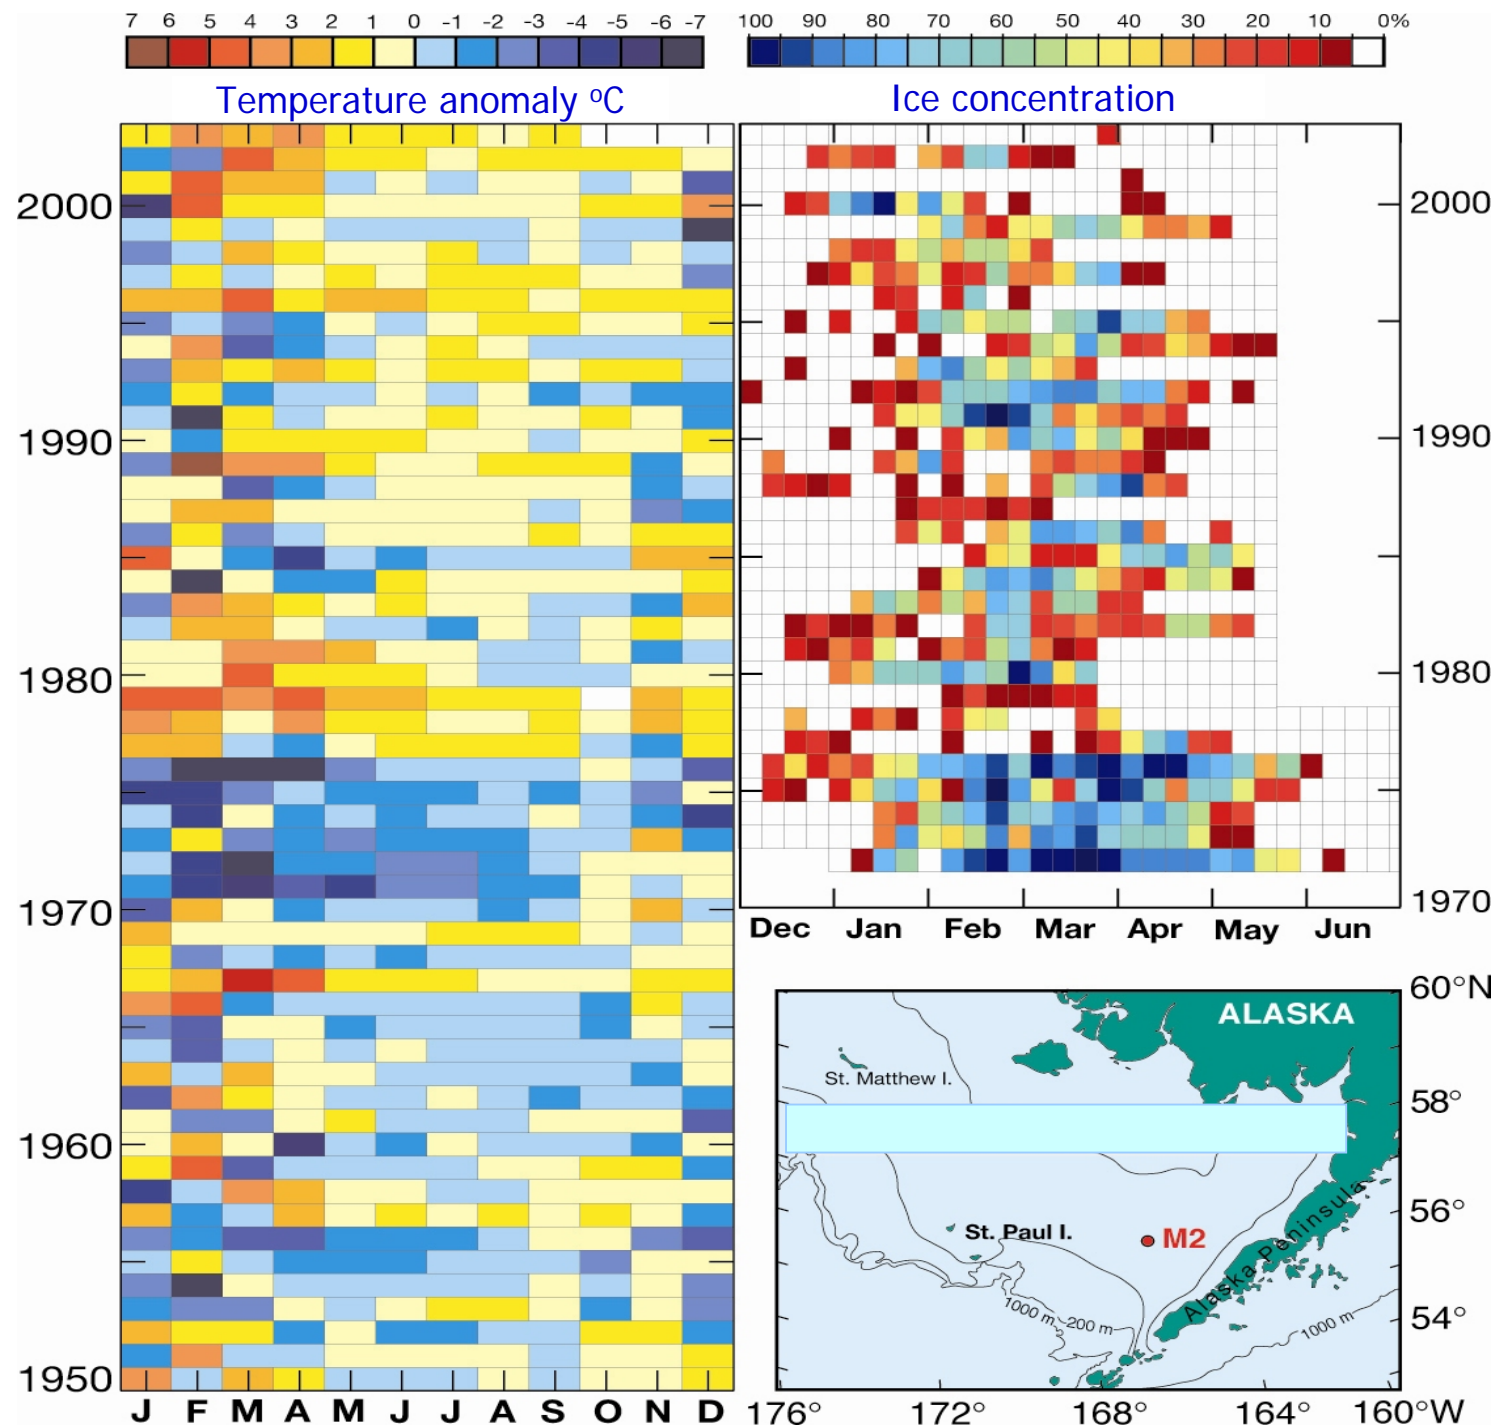 7 6 5 4 3 2 1 0 -1 -2 -3 -4 -5 -6 -7
100 90 80 70 60 50 40 30 20 10 0%
Temperature anomaly ºC
Ice concentration
2000
1990
1980
1970
1960
1950
J F M A M J J A S O N D
2000
1990
1980
1970
Dec Jan Feb Mar Apr May Jun
60°N
ALASKA
St. Matthew I.
58°
56°
St. Paul I.
M2
Alaska Peninsula
1000 m
200 m
1000 m
54°
176° 172° 168° 164° 160°W